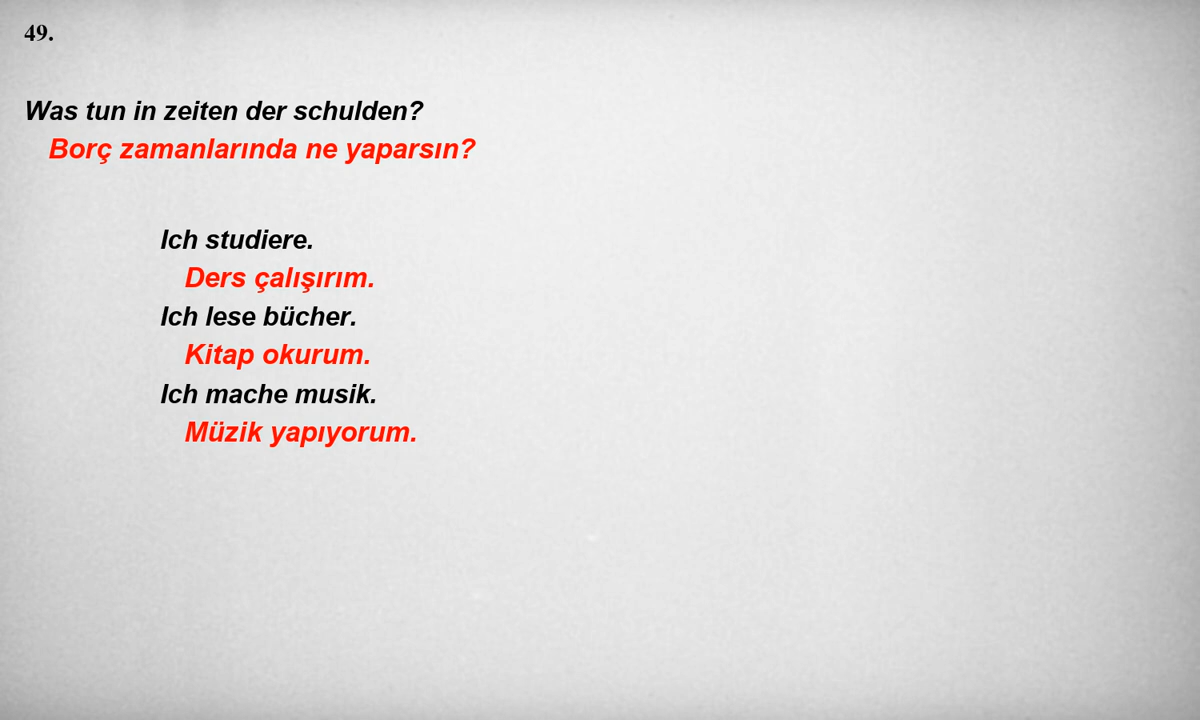 49.
Was tun in zeiten der schulden?
Borç zamanlarında ne yaparsın?
Ich studiere.
Ders çalışırım.
Ich lese bücher.
Kitap okurum.
Ich mache musik.
Müzik yapıyorum.